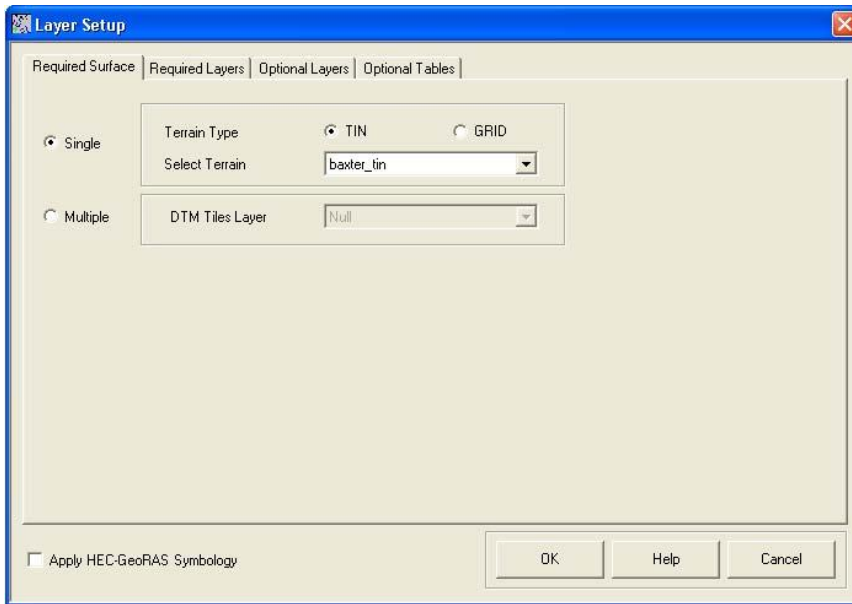 Layer Setup
Required Surface Required Layers Optional Layers Optional Tables
Single
Terrain Type TIN GRID
Select Terrain baxter_tin
Multiple DTM Tiles Layer Null
Apply HEC-GeoRAS Symbology OK Help Cancel